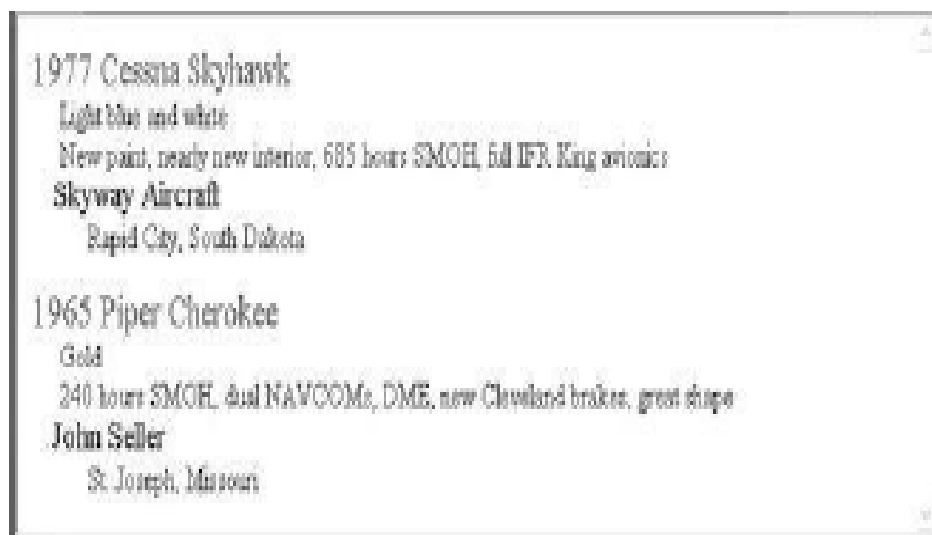 1977 Cessna Skyhawk
Light blue and white
New paint, nearly new interior, 685 hours SMOH, full IFR King avionics
Skyway Aircraft
Rapid City, South Dakota
1965 Piper Cherokee
Gold
240 hours SMOH, dual NAVCOMs, DME, new Cleveland brakes, great shape
John Seller
St. Joseph, Missouri